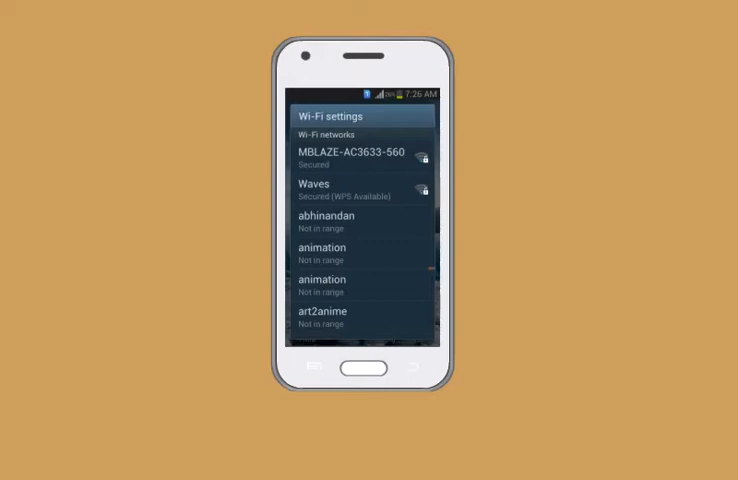 7:26 AM
Wi-Fi settings
Wi-Fi networks
MBLAZE-AC3633-560
Secured
Waves
Secured (WPS Available)
abhinandan
Not in range
animation
Not in range
animation
Not in range
art2anime
Not in range